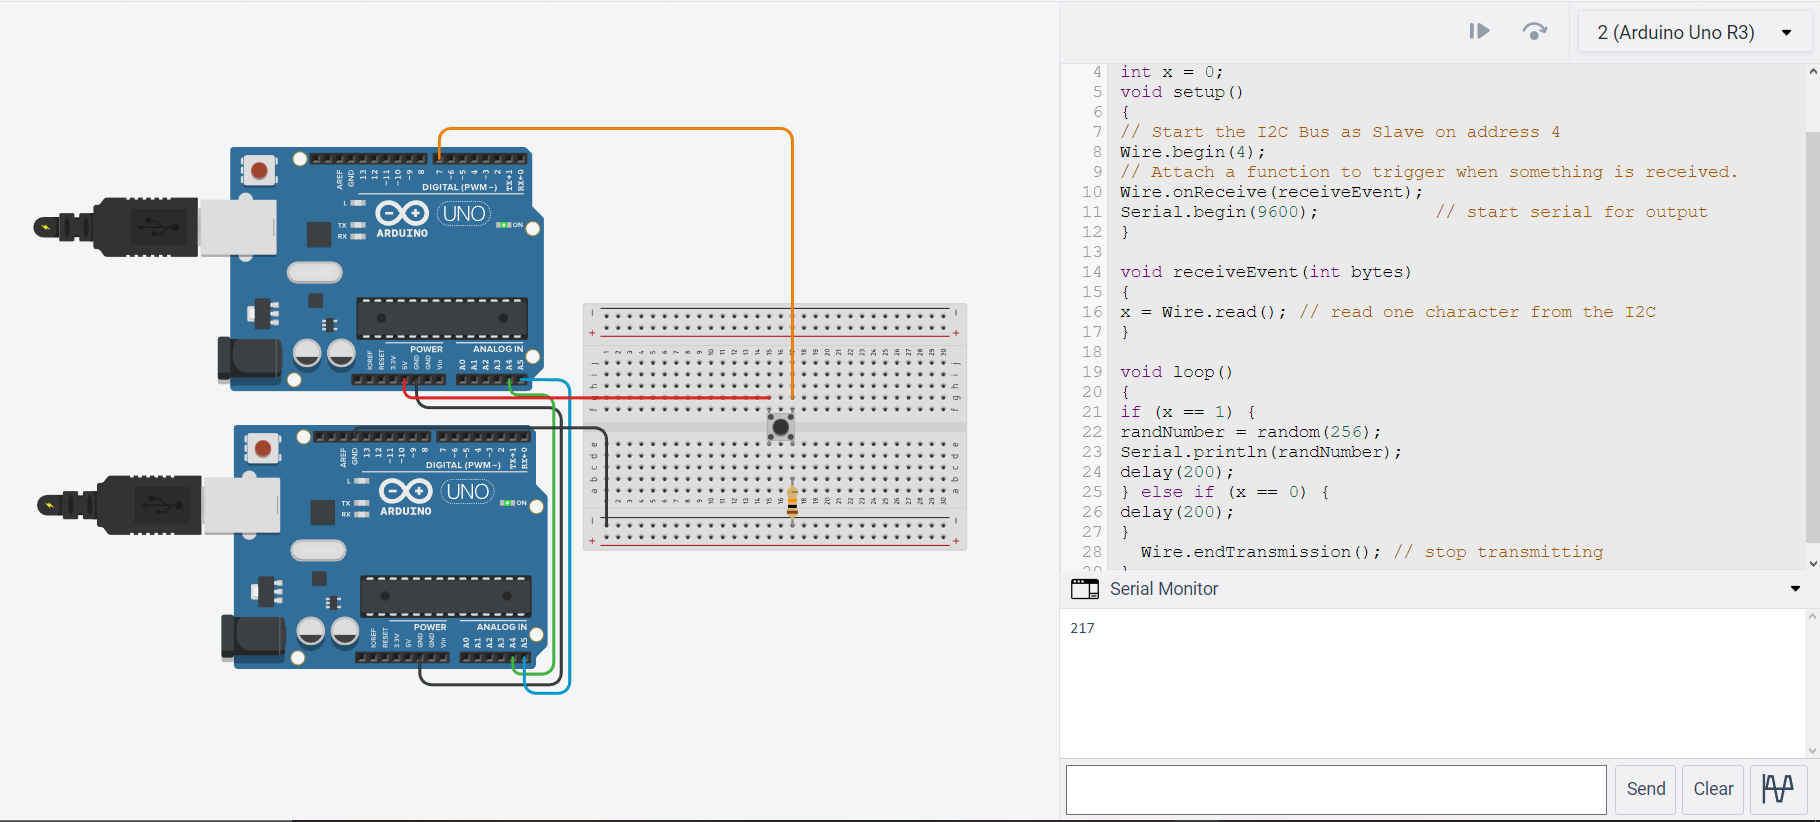 2 (Arduino Uno R3)
4 int x = 0;
5 void setup()
6 {
7 // Start the I2C Bus as Slave on address 4
8 Wire.begin(4);
9 // Attach a function to trigger when something is received.
10 Wire.onReceive(receiveEvent);
11 Serial.begin(9600); // start serial for output
12 }
13
14 void receiveEvent(int bytes)
15 {
16 x = Wire.read(); // read one character from the I2C
17 }
18
19 void loop()
20 {
21 if (x == 1) {
22 randNumber = random(256);
23 Serial.println(randNumber);
24 delay(200);
25 } else if (x == 0) {
26 delay(200);
27 }
28 Wire.endTransmission(); // stop transmitting
Serial Monitor
217
Send
Clear
AREF GND 13 12 ~11 ~10 ~9 8 7 ~6 ~5 4 ~3 2 TX→1 RX←0
DIGITAL (PWM~)
L
TX
RX
UNO
ARDUINO
ON
POWER
ANALOG IN
IOREF RESET 3.3V 5V GND GND Vin A0 A1 A2 A3 A4 A5
AREF GND 13 12 ~11 ~10 ~9 8 7 ~6 ~5 4 ~3 2 TX→1 RX←0
DIGITAL (PWM~)
L
TX
RX
UNO
ARDUINO
ON
POWER
ANALOG IN
IOREF RESET 3.3V 5V GND GND Vin A0 A1 A2 A3 A4 A5